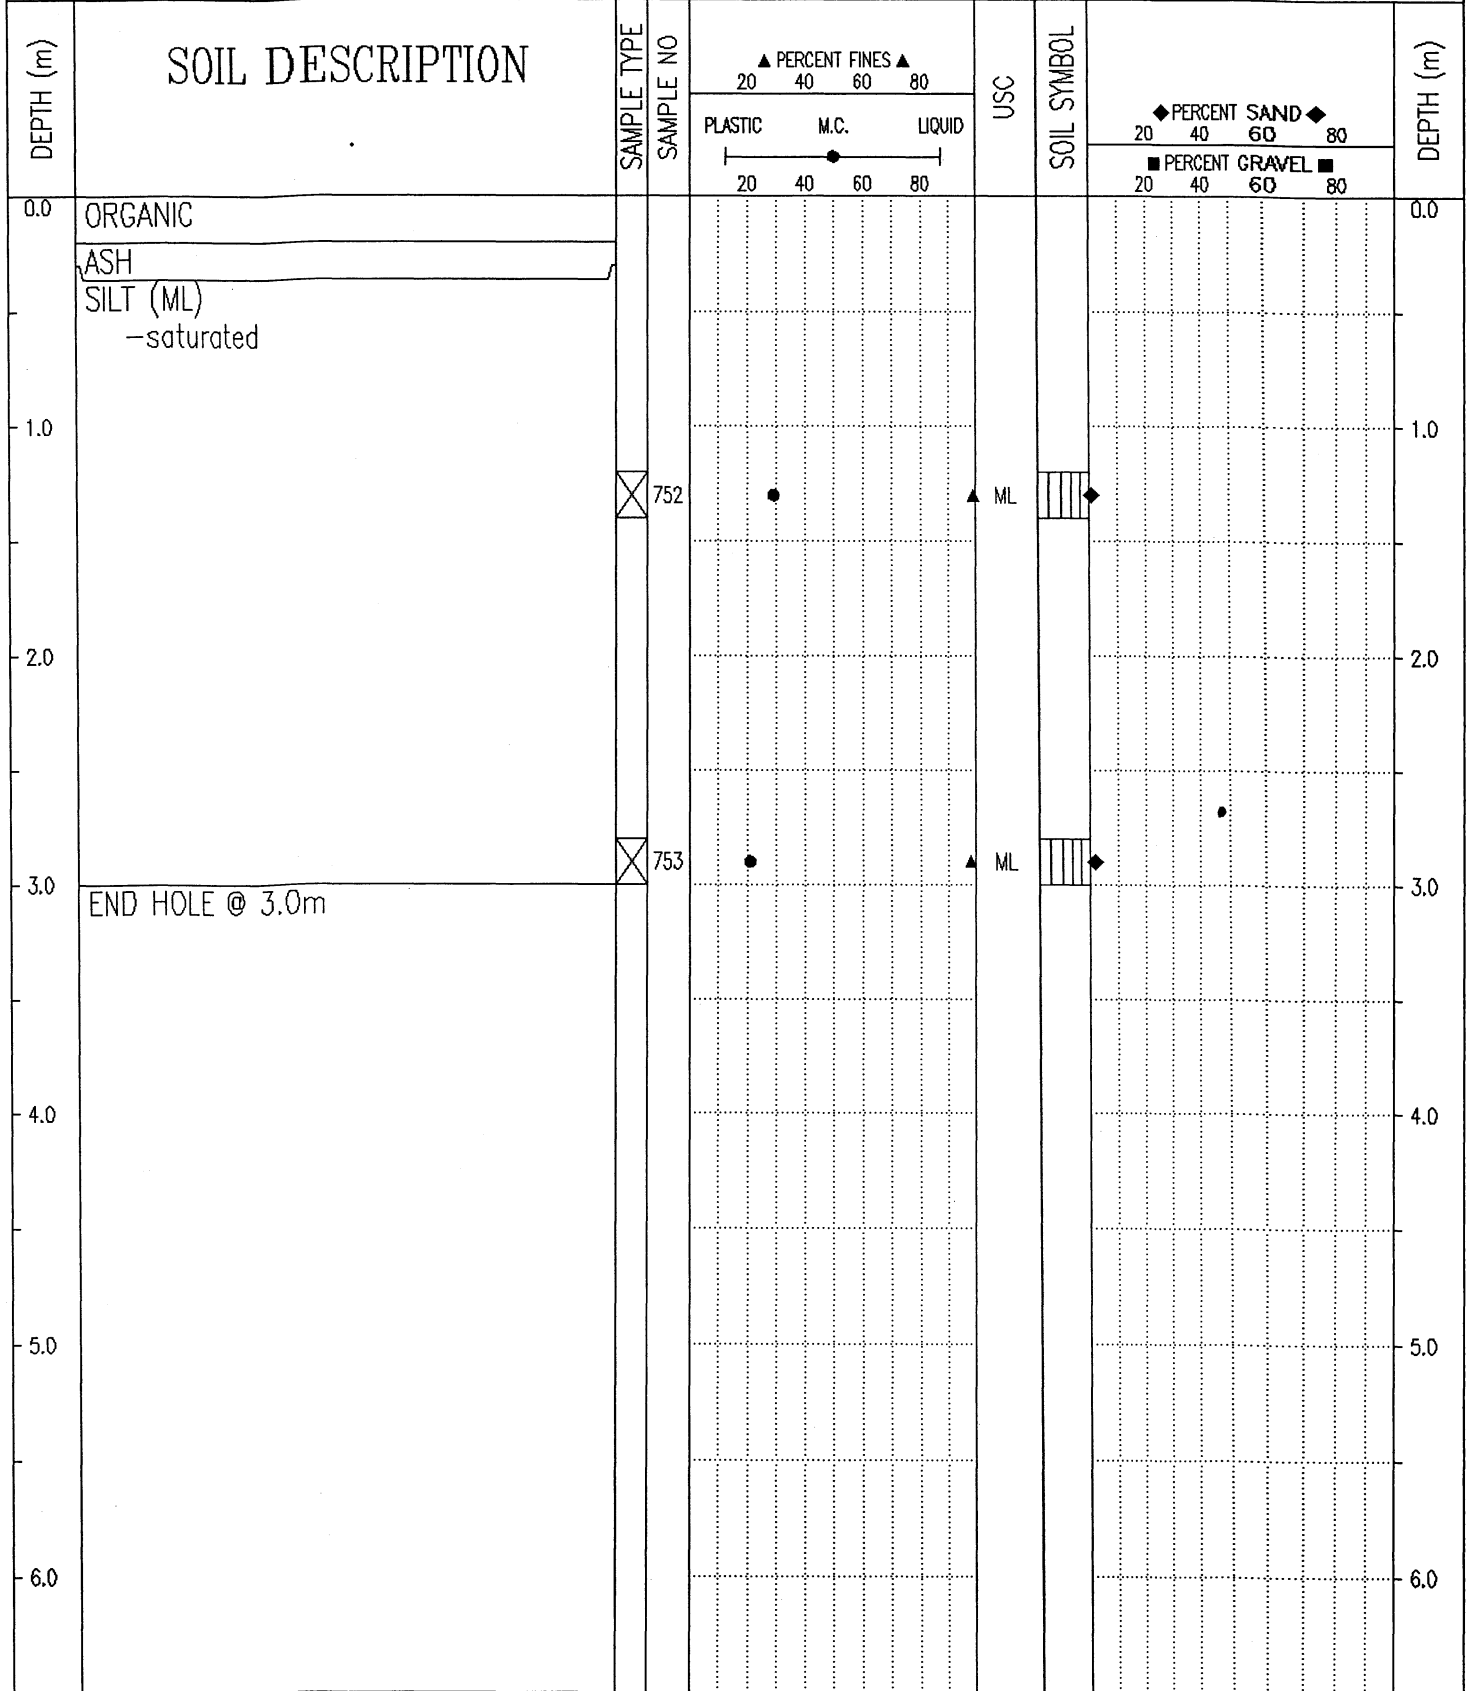 DEPTH (m)
SOIL DESCRIPTION
SAMPLE TYPE
SAMPLE NO
▲ PERCENT FINES ▲
20 40 60 80
PLASTIC M.C. LIQUID
20 40 60 80
USC
SOIL SYMBOL
◆PERCENT SAND◆
20 40 60 80
■PERCENT GRAVEL■
20 40 60 80
DEPTH (m)
0.0 ORGANIC 0.0
ASH
SILT (ML)
-saturated
1.0 1.0
752 ML
2.0 2.0
753 ML
3.0 3.0
END HOLE @ 3.0m
4.0 4.0
5.0 5.0
6.0 6.0